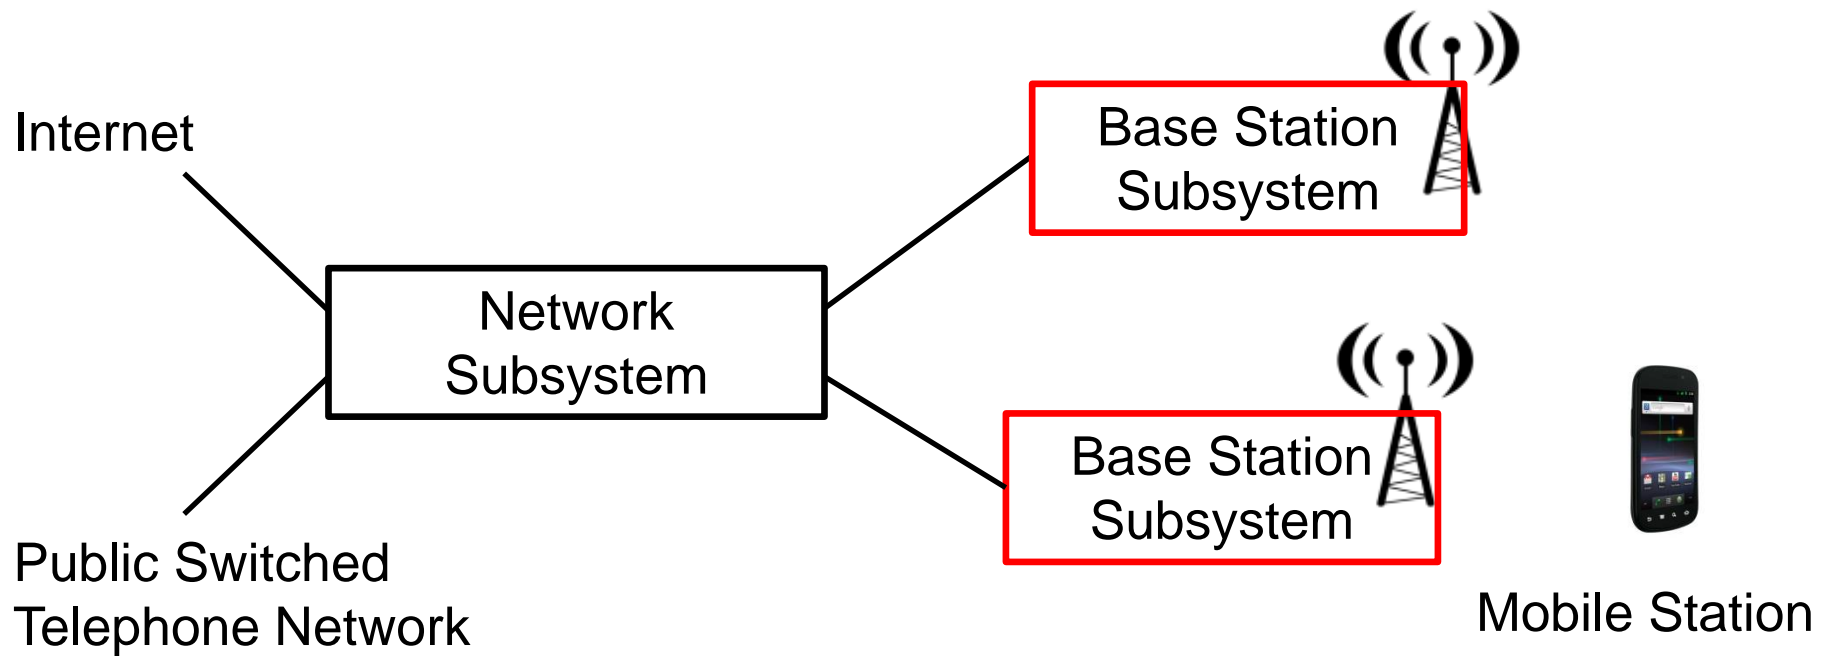 Internet
Base Station
Subsystem
Network
Subsystem
Base Station
Subsystem
Public Switched
Telephone Network
Mobile Station